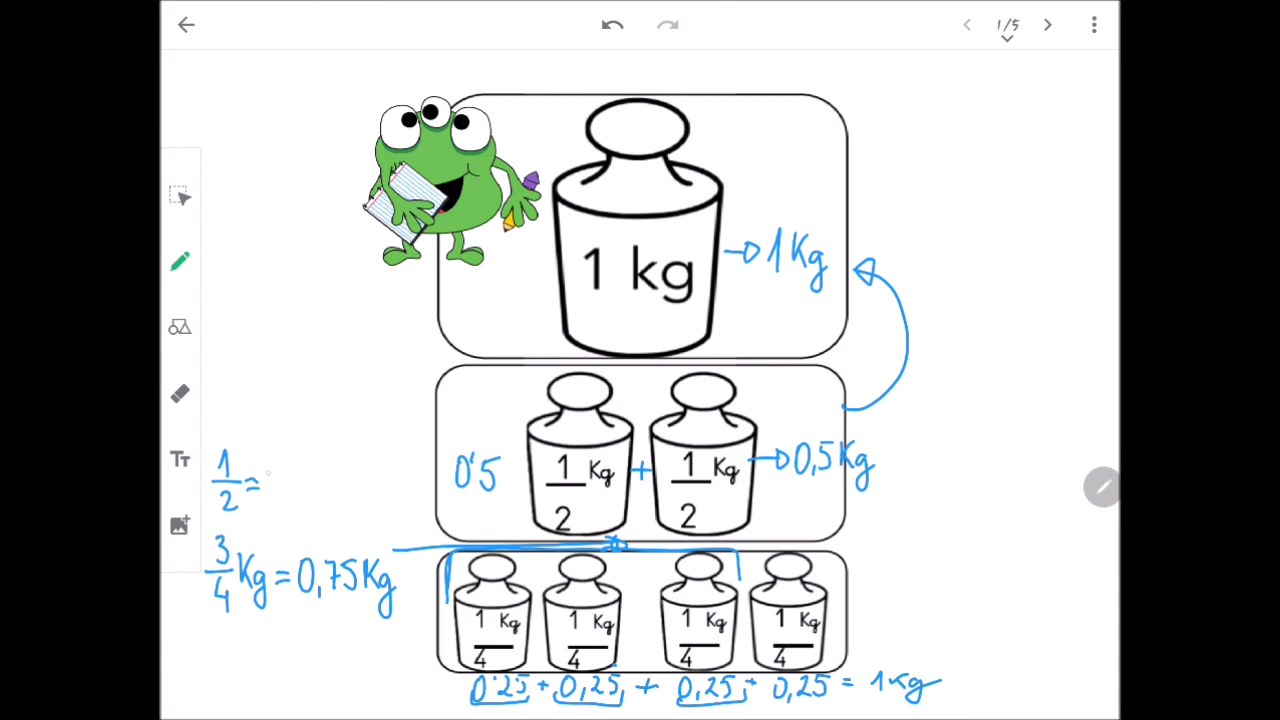 1/5
1 kg
→ 1 Kg
0'5
1/2 Kg + 1/2 Kg → 0,5 Kg
1/2 =
3/4 Kg = 0,75 Kg
1/4 Kg 1/4 Kg 1/4 Kg 1/4 Kg
0'25 + 0,25 + 0,25 + 0,25 = 1 Kg
Tт